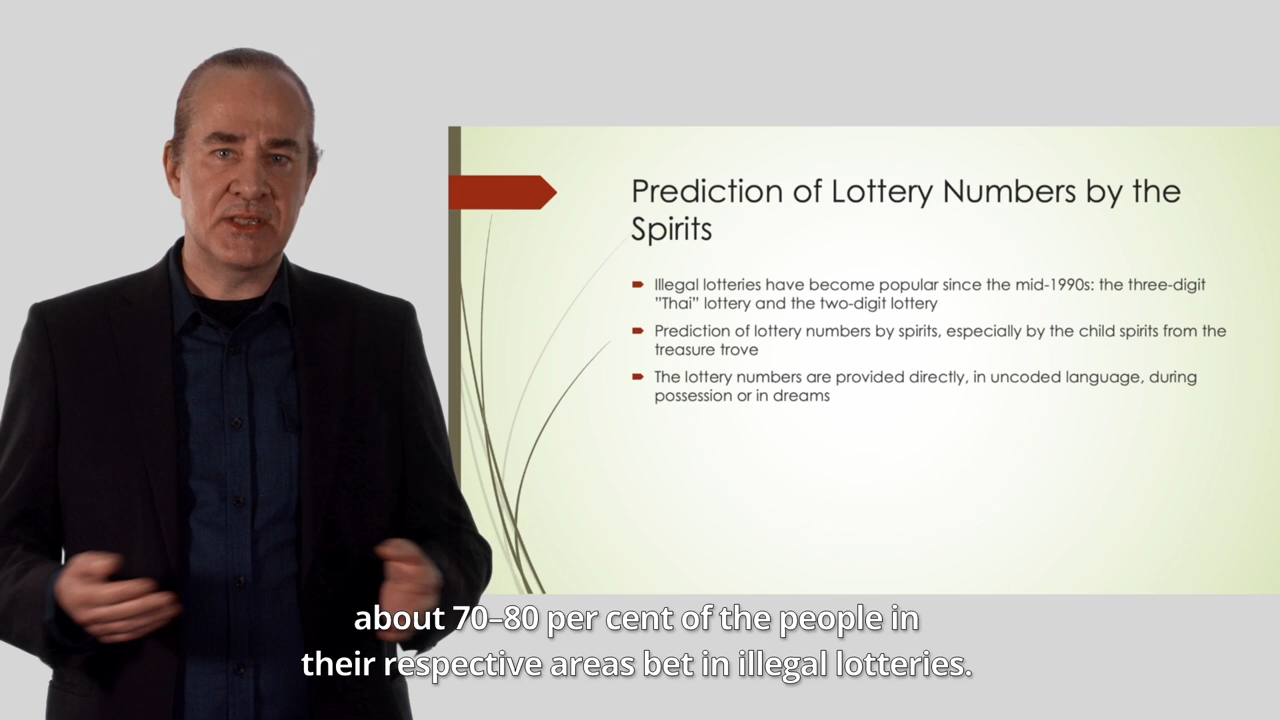 Prediction of Lottery Numbers by the
Spirits
Illegal lotteries have become popular since the mid-1990s: the three-digit
"Thai" lottery and the two-digit lottery
Prediction of lottery numbers by spirits, especially by the child spirits from the
treasure trove
The lottery numbers are provided directly, in uncoded language, during
possession or in dreams
about 70–80 per cent of the people in
their respective areas bet in illegal lotteries.